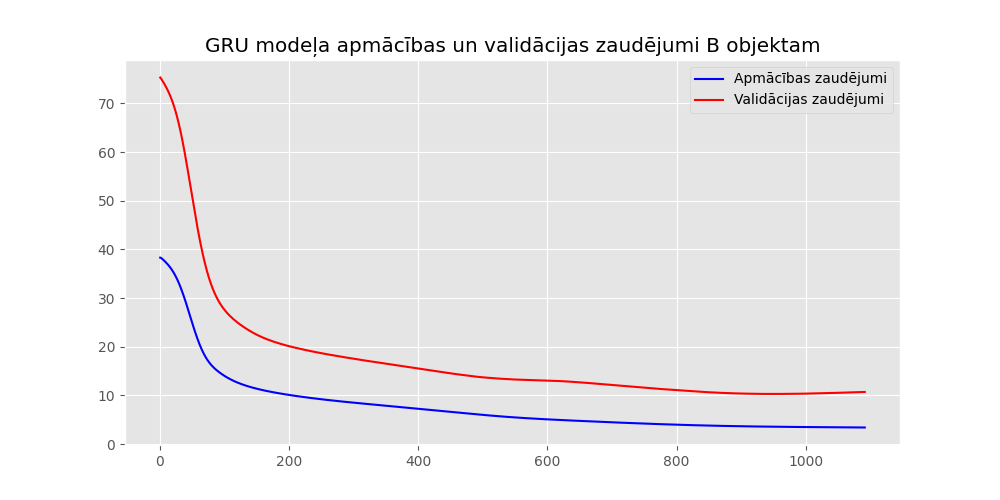 GRU modeļa apmācības un validācijas zaudējumi B objektam
Apmācības zaudējumi
Validācijas zaudējumi
70
60
50
40
30
20
10
0
0 200 400 600 800 1000